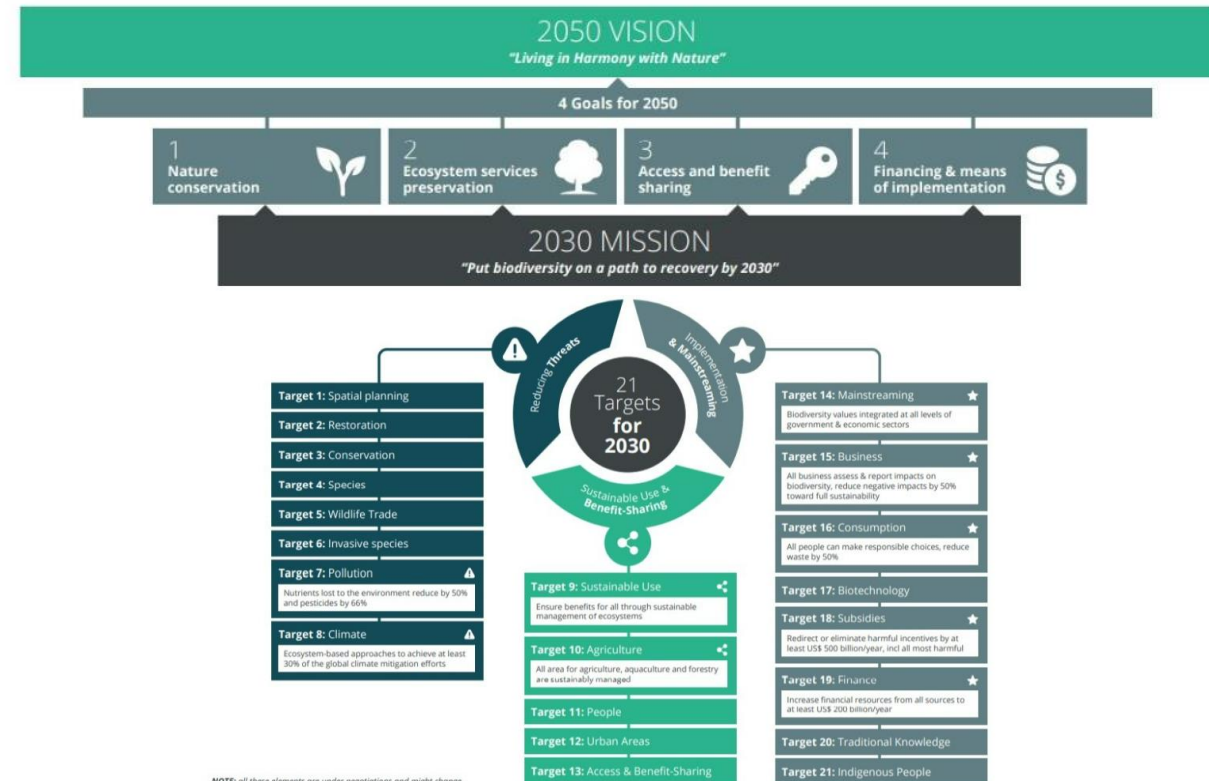 2050 VISION
"Living in Harmony with Nature"
4 Goals for 2050
1
Nature
conservation
2
Ecosystem services
preservation
3
Access and benefit
sharing
4
Financing & means
of implementation
2030 MISSION
"Put biodiversity on a path to recovery by 2030"
Reducing Threats
Implementation
& Mainstreaming
21
Targets
for
2030
Sustainable Use &
Benefit-Sharing
Target 1: Spatial planning
Target 2: Restoration
Target 3: Conservation
Target 4: Species
Target 5: Wildlife Trade
Target 6: Invasive species
Target 7: Pollution
Nutrients lost to the environment reduce by 50%
and pesticides by 66%
Target 8: Climate
Ecosystem-based approaches to achieve at least
30% of the global climate mitigation efforts
Target 9: Sustainable Use
Ensure benefits for all through sustainable
management of ecosystems
Target 10: Agriculture
All area for agriculture, aquaculture and forestry
are sustainably managed
Target 11: People
Target 12: Urban Areas
Target 13: Access & Benefit-Sharing
Target 14: Mainstreaming
Biodiversity values integrated at all levels of
government & economic sectors
Target 15: Business
All business assess & report impacts on
biodiversity, reduce negative impacts by 50%
toward full sustainability
Target 16: Consumption
All people can make responsible choices, reduce
waste by 50%
Target 17: Biotechnology
Target 18: Subsidies
Redirect or eliminate harmful incentives by at
least US$ 500 billion/year, incl all most harmful
Target 19: Finance
Increase financial resources from all sources to
at least US$ 200 billion/year
Target 20: Traditional Knowledge
Target 21: Indigenous People
NOTE: all these elements are under negotiations and might change